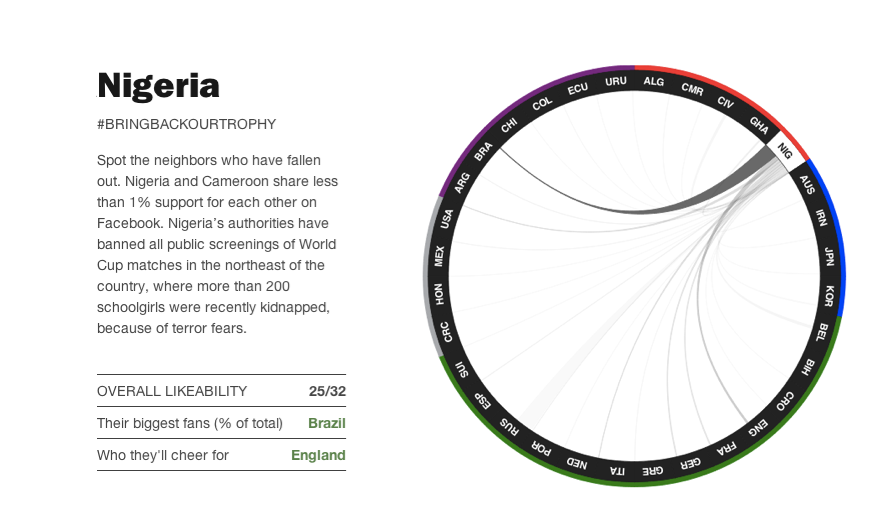 Nigeria
#BRINGBACKOURTROPHY
Spot the neighbors who have fallen
out. Nigeria and Cameroon share less
than 1% support for each other on
Facebook. Nigeria's authorities have
banned all public screenings of World
Cup matches in the northeast of the
country, where more than 200
schoolgirls were recently kidnapped,
because of terror fears.
OVERALL LIKEABILITY 25/32
Their biggest fans (% of total) Brazil
Who they'll cheer for England
ALG
CMR
CIV
GHA
NIG
AUS
IRN
JPN
KOR
BEL
BIH
CRO
ENG
FRA
GER
GRE
ITA
NED
POR
RUS
ESP
SUI
CRC
HON
MEX
USA
ARG
BRA
CHI
COL
ECU
URU